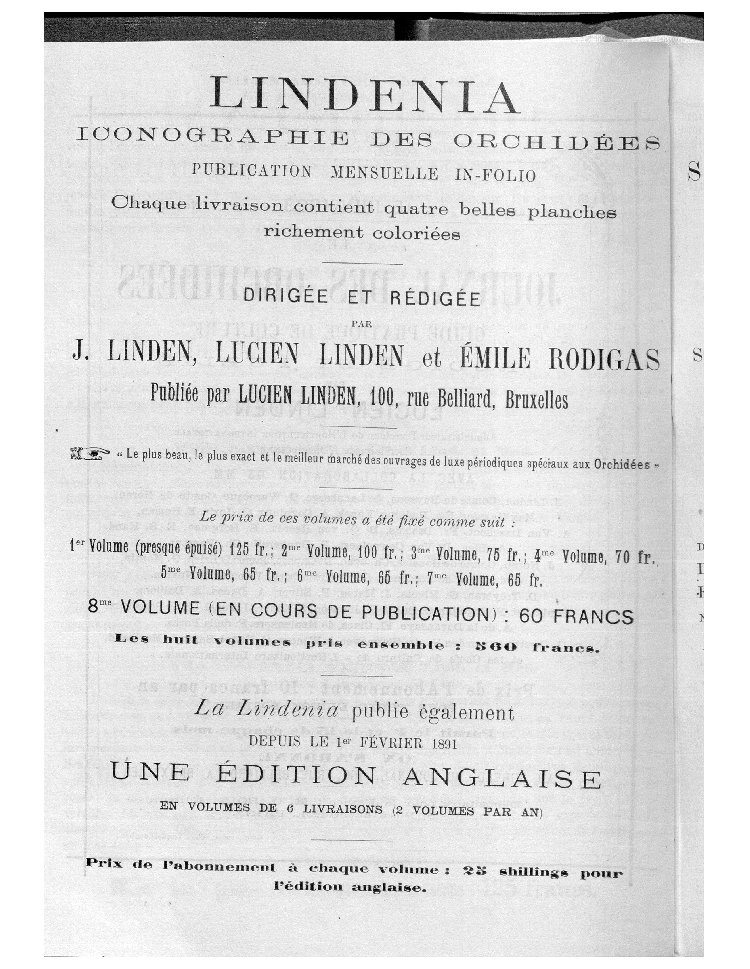 LINDENIA
ICONOGRAPHIE DES ORCHIDÉES
PUBLICATION MENSUELLE IN-FOLIO
Chaque livraison contient quatre belles planches
richement coloriées
DIRIGÉE ET RÉDIGÉE
PAR
J. LINDEN, LUCIEN LINDEN et ÉMILE RODIGAS
Publiée par LUCIEN LINDEN, 100, rue Belliard, Bruxelles
☞ « Le plus beau, le plus exact et le meilleur marché des ouvrages de luxe périodiques spéciaux aux Orchidées »
Le prix de ces volumes a été fixé comme suit :
1er Volume (presque épuisé) 125 fr.; 2me Volume, 100 fr.; 3me Volume, 75 fr.; 4me Volume, 70 fr.
5me Volume, 65 fr.; 6me Volume, 65 fr.; 7me Volume, 65 fr.
8me VOLUME (EN COURS DE PUBLICATION) : 60 FRANCS
Les huit volumes pris ensemble : 560 francs.
La Lindenia publie également
DEPUIS LE 1er FÉVRIER 1891
UNE ÉDITION ANGLAISE
EN VOLUMES DE 6 LIVRAISONS (2 VOLUMES PAR AN)
Prix de l'abonnement à chaque volume : 25 shillings pour
l'édition anglaise.